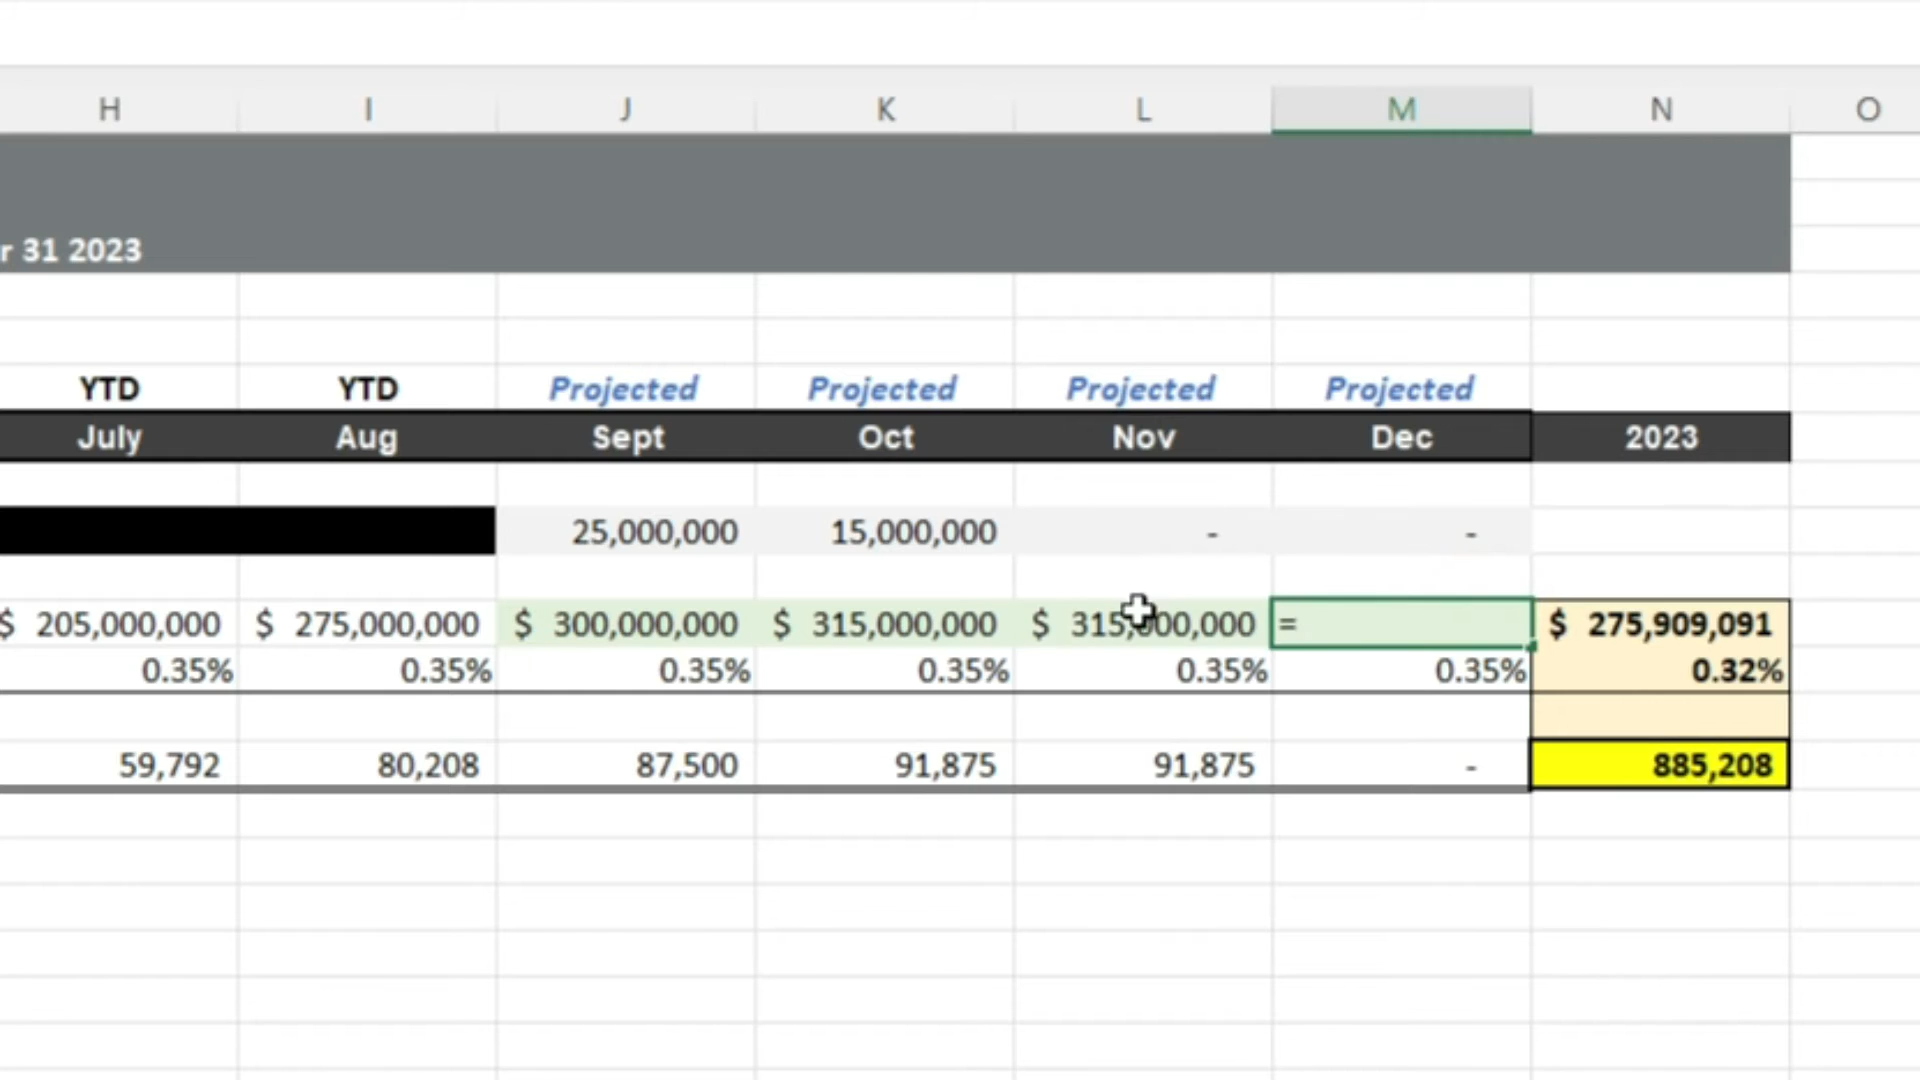 H I J K L M N O
r 31 2023
YTD YTD Projected Projected Projected Projected
July Aug Sept Oct Nov Dec 2023
25,000,000 15,000,000 - -
$ 205,000,000 $ 275,000,000 $ 300,000,000 $ 315,000,000 $ 315,000,000 = $ 275,909,091
0.35% 0.35% 0.35% 0.35% 0.35% 0.35% 0.32%
59,792 80,208 87,500 91,875 91,875 - 885,208